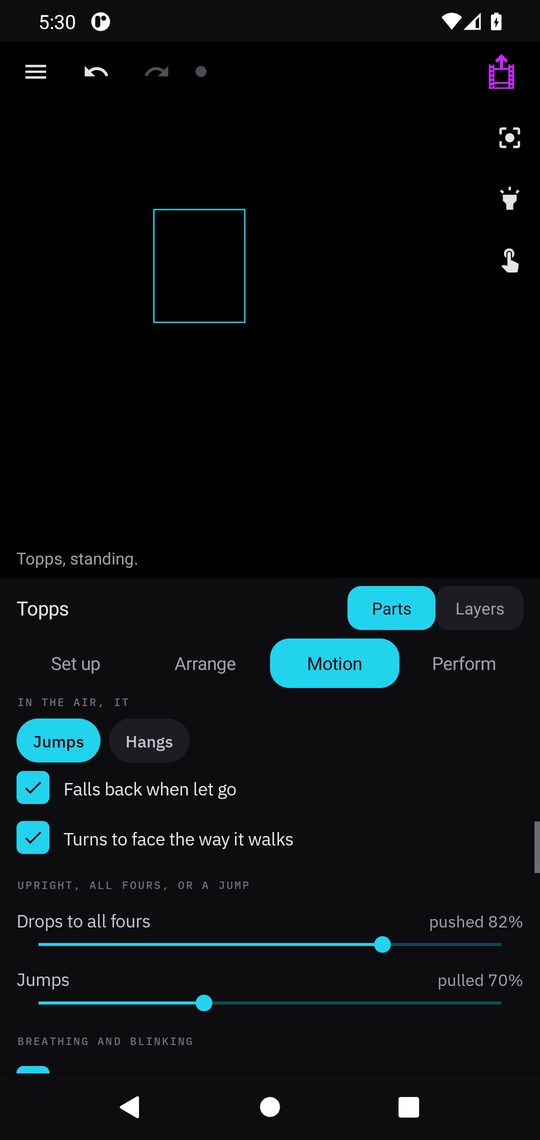 5:30
Topps, standing.
Topps
Parts
Layers
Set up
Arrange
Motion
Perform
IN THE AIR, IT
Jumps
Hangs
Falls back when let go
Turns to face the way it walks
UPRIGHT, ALL FOURS, OR A JUMP
Drops to all fours
pushed 82%
Jumps
pulled 70%
BREATHING AND BLINKING